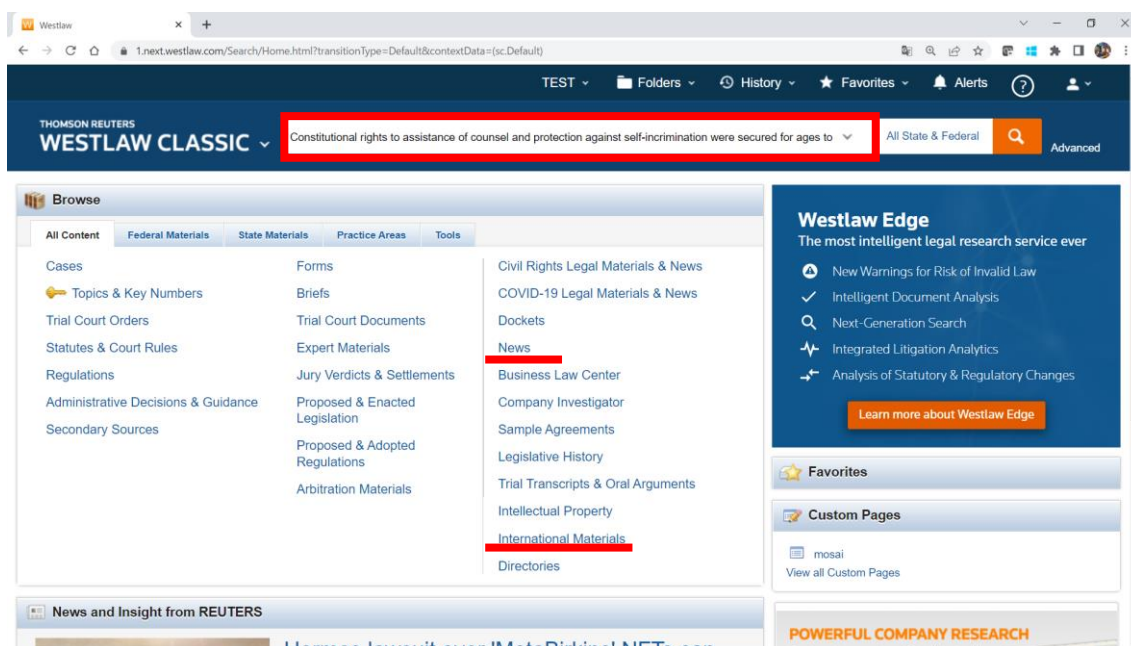 Westlaw
1.next.westlaw.com/Search/Home.html?transitionType=Default&contextData=(sc.Default)
TEST
Folders
History
Favorites
Alerts
THOMSON REUTERS
WESTLAW CLASSIC
Constitutional rights to assistance of counsel and protection against self-incrimination were secured for ages to
All State & Federal
Advanced
Browse
All Content
Federal Materials
State Materials
Practice Areas
Tools
Cases
Topics & Key Numbers
Trial Court Orders
Statutes & Court Rules
Regulations
Administrative Decisions & Guidance
Secondary Sources
Forms
Briefs
Trial Court Documents
Expert Materials
Jury Verdicts & Settlements
Proposed & Enacted
Legislation
Proposed & Adopted
Regulations
Arbitration Materials
Civil Rights Legal Materials & News
COVID-19 Legal Materials & News
Dockets
News
Business Law Center
Company Investigator
Sample Agreements
Legislative History
Trial Transcripts & Oral Arguments
Intellectual Property
International Materials
Directories
Westlaw Edge
The most intelligent legal research service ever
New Warnings for Risk of Invalid Law
Intelligent Document Analysis
Next-Generation Search
Integrated Litigation Analytics
Analysis of Statutory & Regulatory Changes
Learn more about Westlaw Edge
Favorites
Custom Pages
mosai
View all Custom Pages
News and Insight from REUTERS
POWERFUL COMPANY RESEARCH